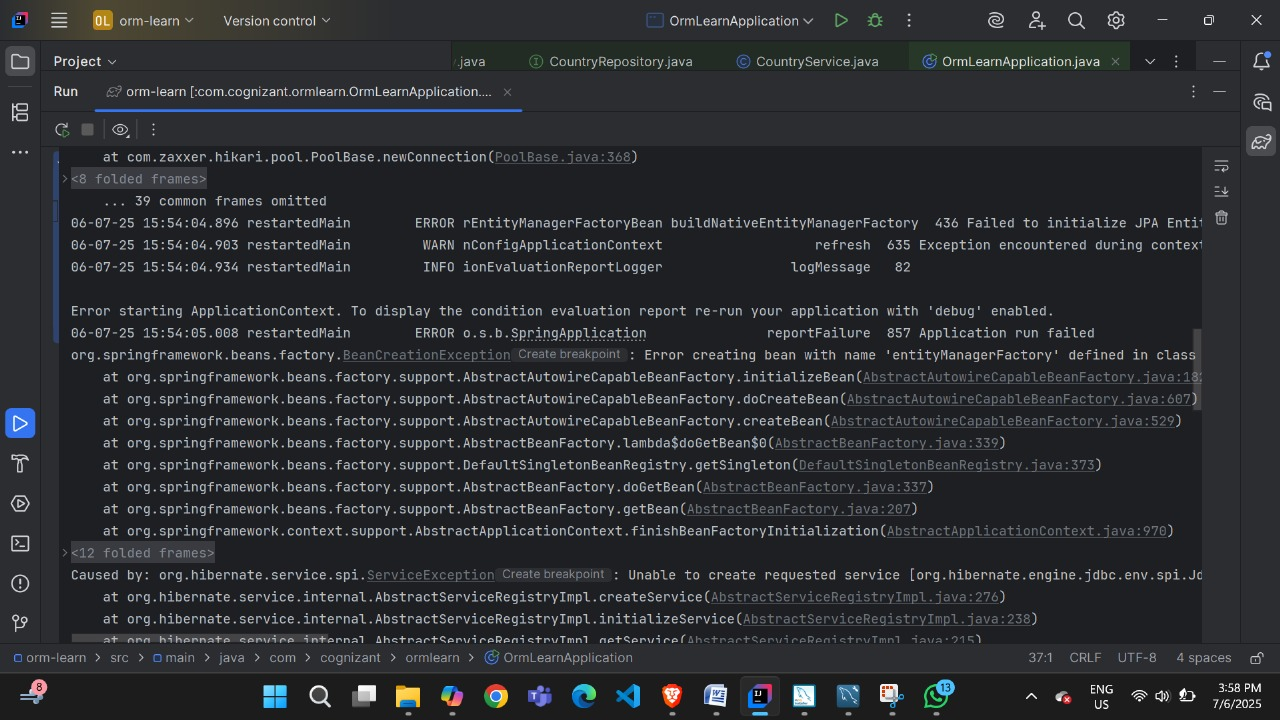 OL orm-learn Version control OrmLearnApplication
Project .java CountryRepository.java CountryService.java OrmLearnApplication.java
Run orm-learn [:com.cognizant.ormlearn.OrmLearnApplication....
at com.zaxxer.hikari.pool.PoolBase.newConnection(PoolBase.java:368)
<8 folded frames>
... 39 common frames omitted
06-07-25 15:54:04.896 restartedMain ERROR rEntityManagerFactoryBean buildNativeEntityManagerFactory 436 Failed to initialize JPA Entit
06-07-25 15:54:04.903 restartedMain WARN nConfigApplicationContext refresh 635 Exception encountered during context
06-07-25 15:54:04.934 restartedMain INFO ionEvaluationReportLogger logMessage 82
Error starting ApplicationContext. To display the condition evaluation report re-run your application with 'debug' enabled.
06-07-25 15:54:05.008 restartedMain ERROR o.s.b.SpringApplication reportFailure 857 Application run failed
org.springframework.beans.factory.BeanCreationException Create breakpoint : Error creating bean with name 'entityManagerFactory' defined in class
at org.springframework.beans.factory.support.AbstractAutowireCapableBeanFactory.initializeBean(AbstractAutowireCapableBeanFactory.java:18
at org.springframework.beans.factory.support.AbstractAutowireCapableBeanFactory.doCreateBean(AbstractAutowireCapableBeanFactory.java:607)
at org.springframework.beans.factory.support.AbstractAutowireCapableBeanFactory.createBean(AbstractAutowireCapableBeanFactory.java:529)
at org.springframework.beans.factory.support.AbstractBeanFactory.lambda$doGetBean$0(AbstractBeanFactory.java:339)
at org.springframework.beans.factory.support.DefaultSingletonBeanRegistry.getSingleton(DefaultSingletonBeanRegistry.java:373)
at org.springframework.beans.factory.support.AbstractBeanFactory.doGetBean(AbstractBeanFactory.java:337)
at org.springframework.beans.factory.support.AbstractBeanFactory.getBean(AbstractBeanFactory.java:207)
at org.springframework.context.support.AbstractApplicationContext.finishBeanFactoryInitialization(AbstractApplicationContext.java:970)
<12 folded frames>
Caused by: org.hibernate.service.spi.ServiceException Create breakpoint : Unable to create requested service [org.hibernate.engine.jdbc.env.spi.Jd
at org.hibernate.service.internal.AbstractServiceRegistryImpl.createService(AbstractServiceRegistryImpl.java:276)
at org.hibernate.service.internal.AbstractServiceRegistryImpl.initializeService(AbstractServiceRegistryImpl.java:238)
at org.hibernate.service.internal.AbstractServiceRegistryImpl.getService(AbstractServiceRegistryImpl.java:215)
orm-learn > src > main > java > com > cognizant > ormlearn > OrmLearnApplication 37:1 CRLF UTF-8 4 spaces
8 13 ENG US 3:58 PM 7/6/2025